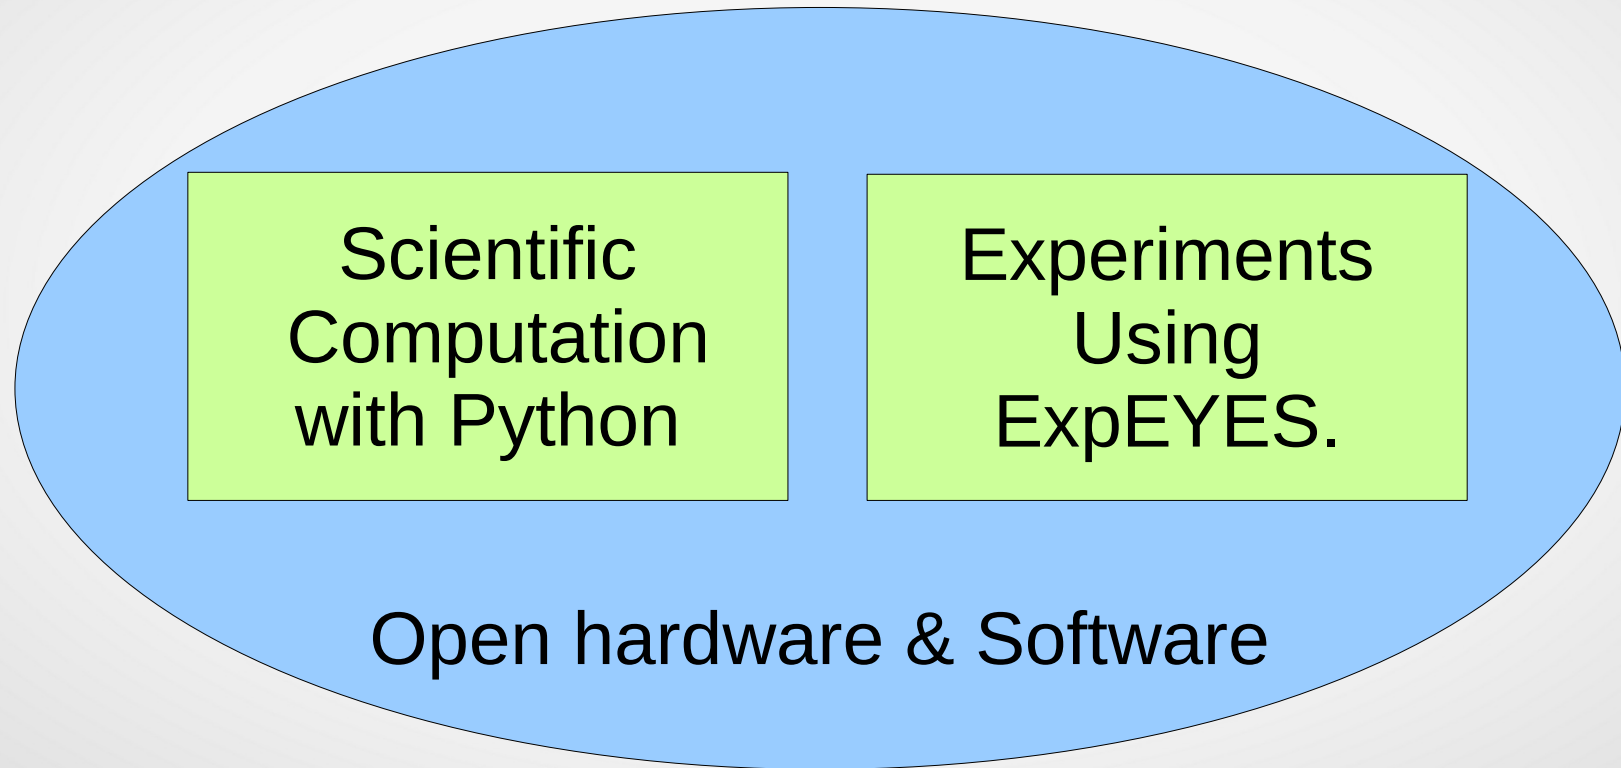 Scientific
Computation
with Python
Experiments
Using
ExpEYES.
Open hardware & Software